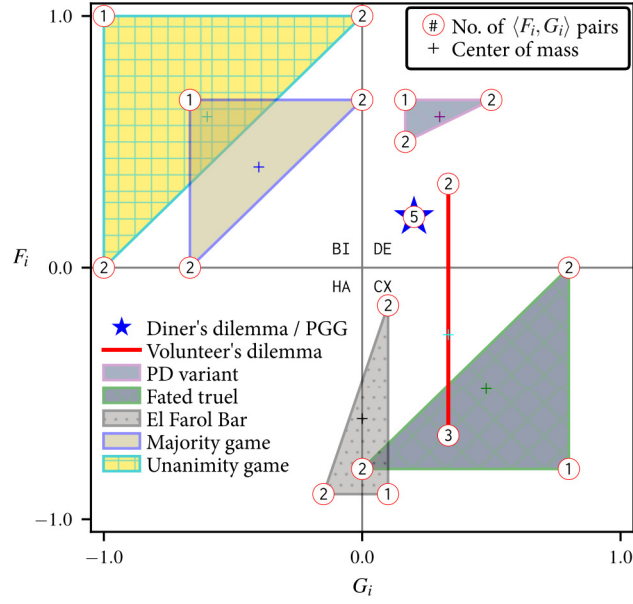 1.0
# No. of ⟨F_i, G_i⟩ pairs
+ Center of mass
1 2
1 2 1 2
2
2
5
F_i
BI DE
0.0 2 2 2
HA CX
2
Diner's dilemma / PGG
Volunteer's dilemma
PD variant
Fated truel
El Farol Bar
Majority game
Unanimity game
3
2 1
2 1
−1.0
−1.0 0.0 1.0
G_i